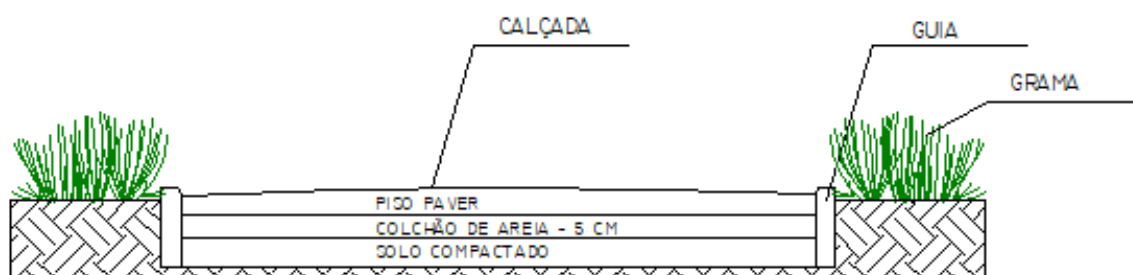 CALÇADA
GUIA
GRAMA
PISO PAVER
COLCHÃO DE AREIA - 5 CM
SOLO COMPACTADO